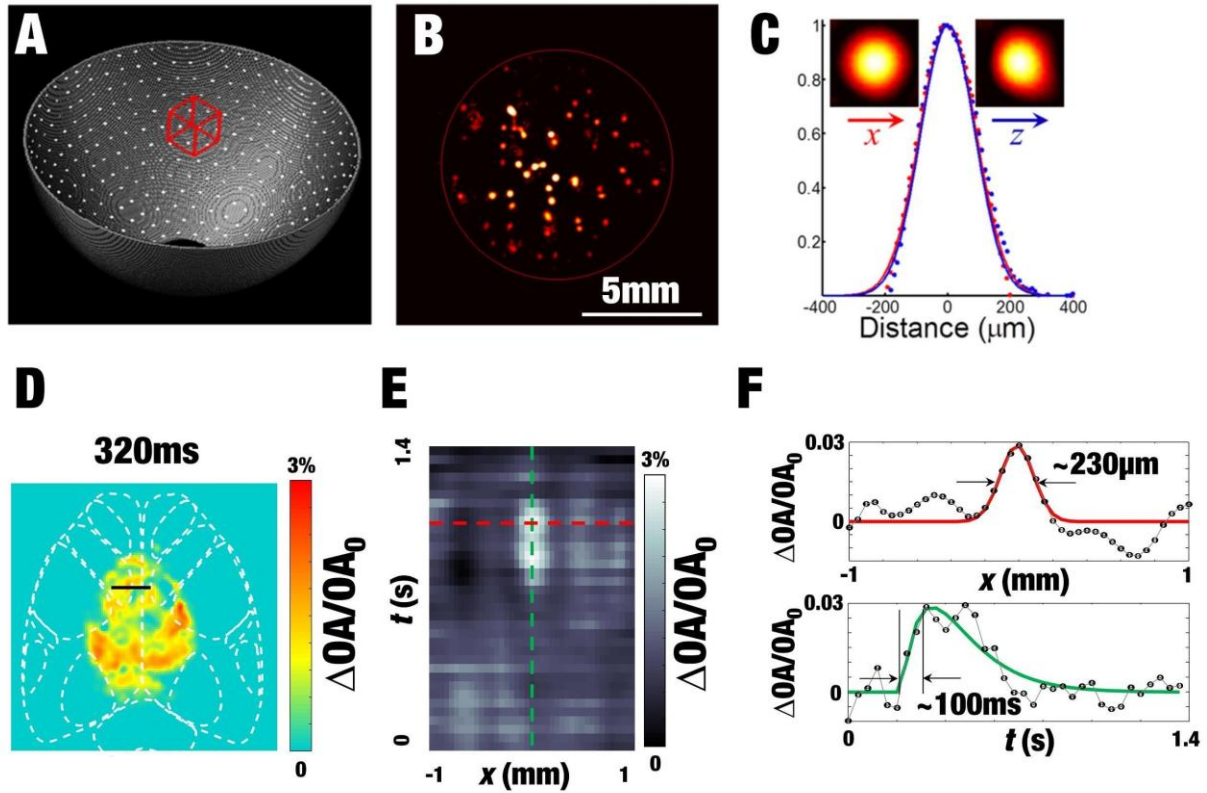 A
B
5mm
C
1
0.8
0.6
0.4
0.2
x
z
-400
-200
0
200
400
Distance (μm)
D
320ms
3%
0
ΔOA/OA₀
E
1.4
t (s)
0
-1
x (mm)
1
3%
0
ΔOA/OA₀
F
0.03
0
ΔOA/OA₀
~230μm
-1
x (mm)
1
0.03
0
ΔOA/OA₀
~100ms
0
t (s)
1.4